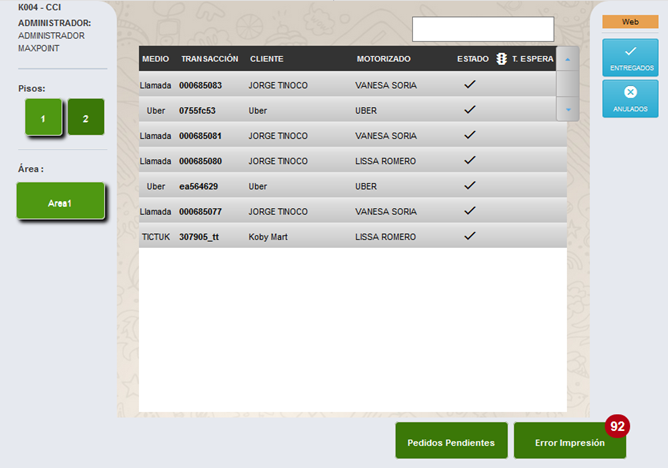 K004 - CCI
ADMINISTRADOR:
ADMINISTRADOR
MAXPOINT
Pisos:
1 2
Área :
Area1
MEDIO TRANSACCIÓN CLIENTE MOTORIZADO ESTADO T. ESPERA
Llamada 000685083 JORGE TINOCO VANESA SORIA
Uber 0755fc53 Uber UBER
Llamada 000685081 JORGE TINOCO VANESA SORIA
Llamada 000685080 JORGE TINOCO LISSA ROMERO
Uber ea564629 Uber UBER
Llamada 000685077 JORGE TINOCO VANESA SORIA
TICTUK 307905_tt Koby Mart LISSA ROMERO
Web
ENTREGADOS
ANULADOS
Pedidos Pendientes
Error Impresión
92